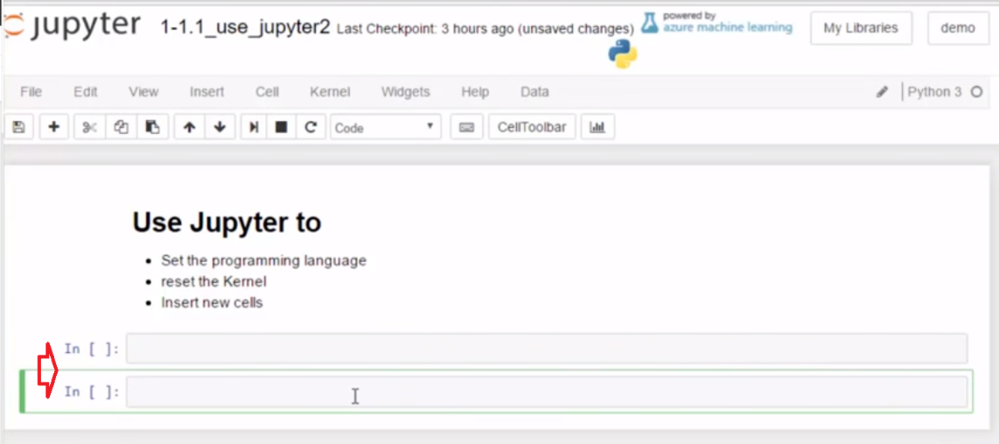 jupyter 1-1.1_use_jupyter2 Last Checkpoint: 3 hours ago (unsaved changes)
powered by
azure machine learning
My Libraries
demo
File Edit View Insert Cell Kernel Widgets Help Data
Python 3
Code
CellToolbar
Use Jupyter to
• Set the programming language
• reset the Kernel
• Insert new cells
In [ ]:
In [ ]: